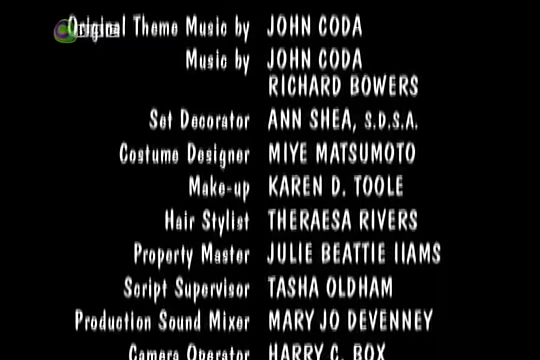 Original Theme Music by JOHN CODA
Music by JOHN CODA
RICHARD BOWERS
Set Decorator ANN SHEA, S.D.S.A.
Costume Designer MIYE MATSUMOTO
Make-up KAREN D. TOOLE
Hair Stylist THERAESA RIVERS
Property Master JULIE BEATTIE IIAMS
Script Supervisor TASHA OLDHAM
Production Sound Mixer MARY JO DEVENNEY
Camera Operator HARRY C. BOX